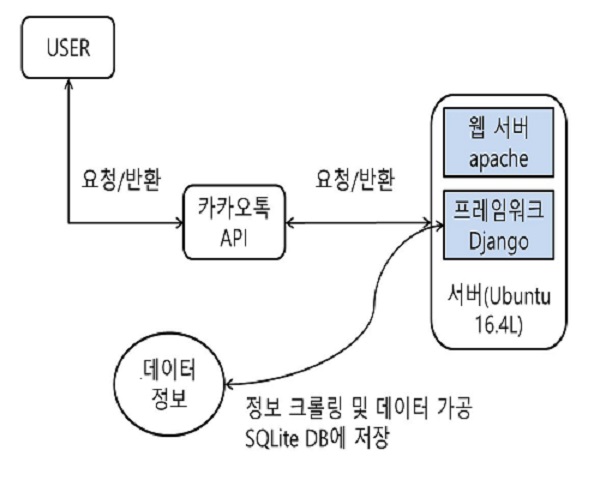 USER
요청/반환
카카오톡
API
요청/반환
웹 서버
apache
프레임워크
Django
서버(Ubuntu
16.4L)
데이터
정보
정보 크롤링 및 데이터 가공
SQLite DB에 저장